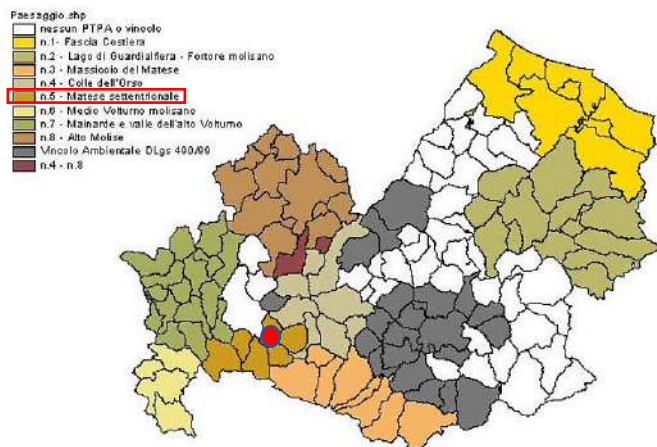 Paesaggio.shp
nessun PTPA o vincolo
n.1- Fascia Costiera
n.2 - Lago di Guardialfiera - Fortore molisano
n.3 - Massiccio del Matese
n.4 - Colle dell'Orso
n.5 - Matese settentrionale
n.6 - Medio Volturno molisano
n.7 - Mainarde e valle dell'alto Volturno
n.8 - Alto Molise
Vincolo Ambientale DLgs 490/99
n.4 - n.8